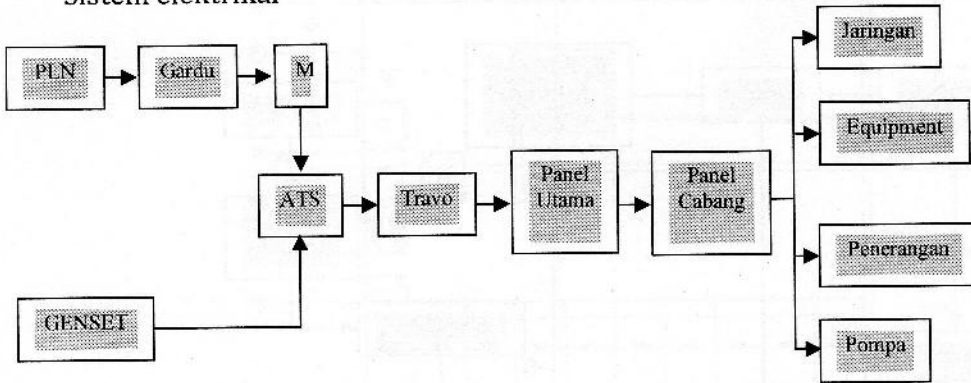 Sistem elektrikal
PLN
Gardu
M
ATS
Travo
Panel
Utama
Panel
Cabang
Jaringan
Equipment
Penerangan
Pompa
GENSET